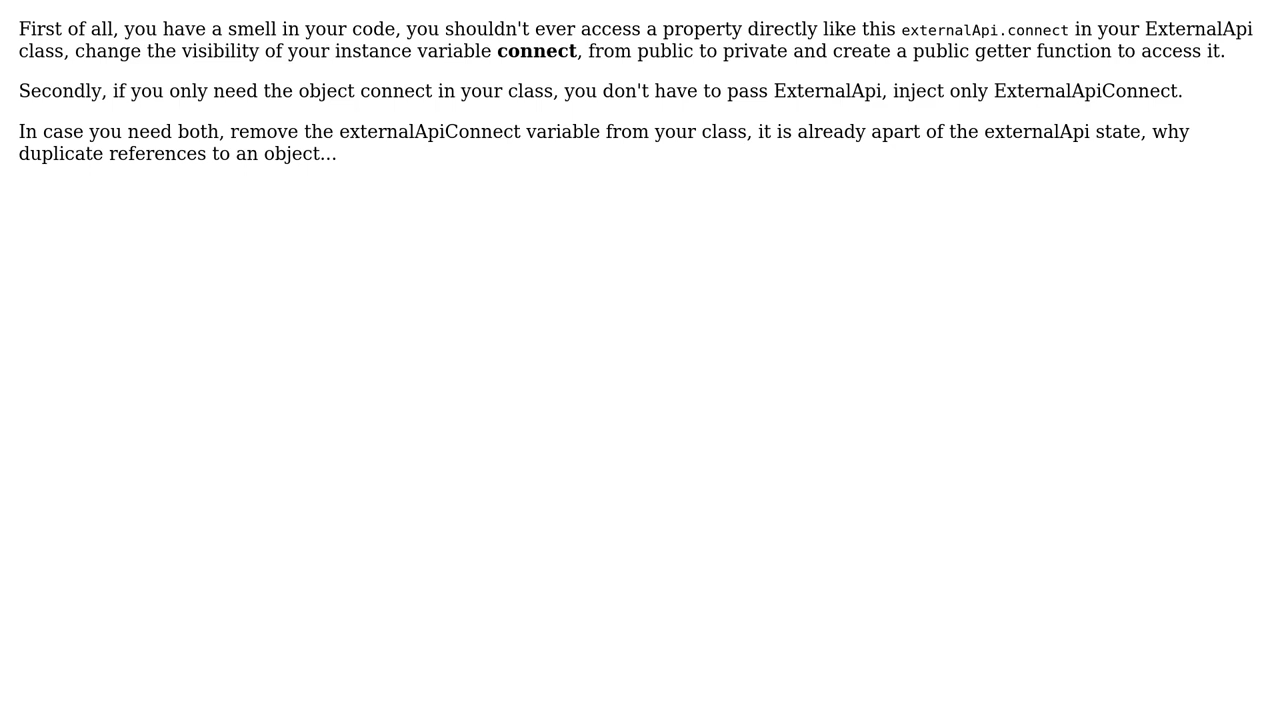 First of all, you have a smell in your code, you shouldn't ever access a property directly like this externalApi.connect in your ExternalApi
class, change the visibility of your instance variable connect, from public to private and create a public getter function to access it.
Secondly, if you only need the object connect in your class, you don't have to pass ExternalApi, inject only ExternalApiConnect.
In case you need both, remove the externalApiConnect variable from your class, it is already apart of the externalApi state, why
duplicate references to an object...